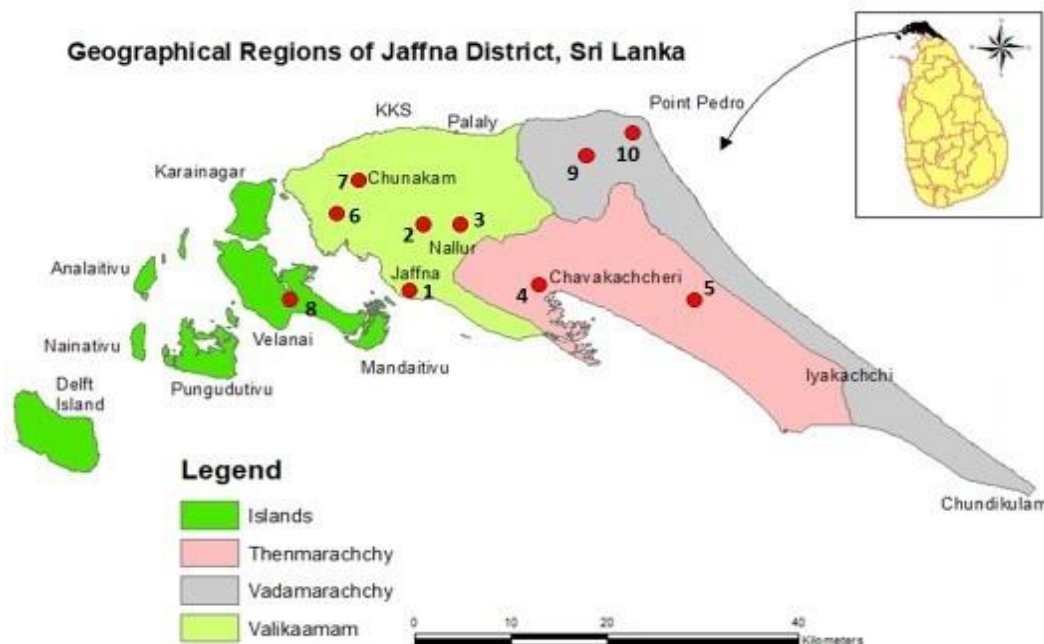 Geographical Regions of Jaffna District, Sri Lanka
Point Pedro
KKS
Palaly
10
9
Karainagar
7
Chunakam
6
2
3
Nallur
Analaitivu
Jaffna
1
Chavakachcheri
4
5
8
Velanai
Nainativu
Mandaitivu
Pungudutivu
Iyakachchi
Delft
Island
Chundikulam
Legend
Islands
Thenmarachchy
Vadamarachchy
Valikaamam
0 10 20 40
Kilometers